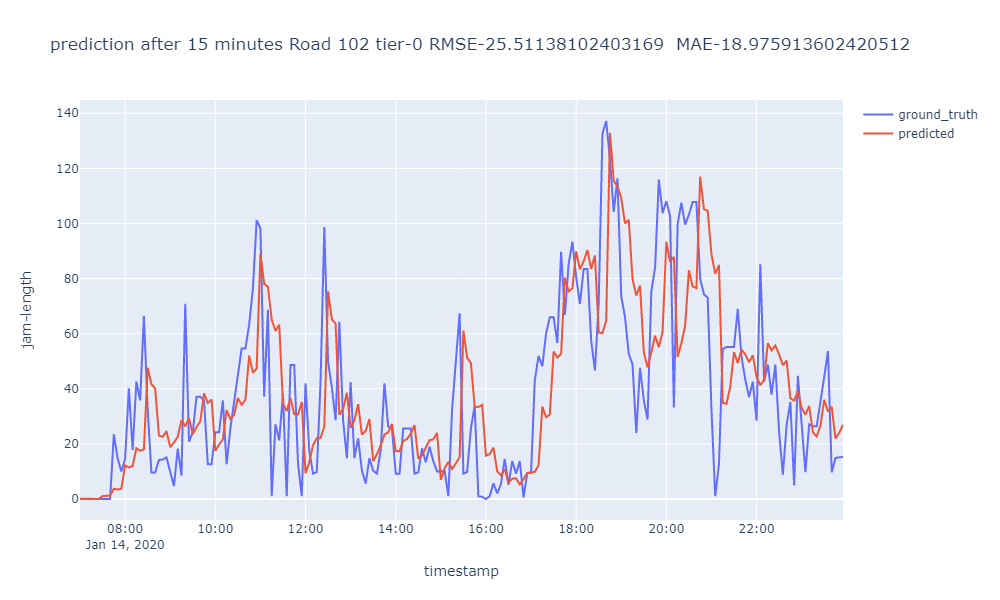 prediction after 15 minutes Road 102 tier-0 RMSE-25.51138102403169  MAE-18.975913602420512
ground_truth
predicted
140
120
100
80
60
40
20
0
jam-length
08:00 10:00 12:00 14:00 16:00 18:00 20:00 22:00
Jan 14, 2020
timestamp